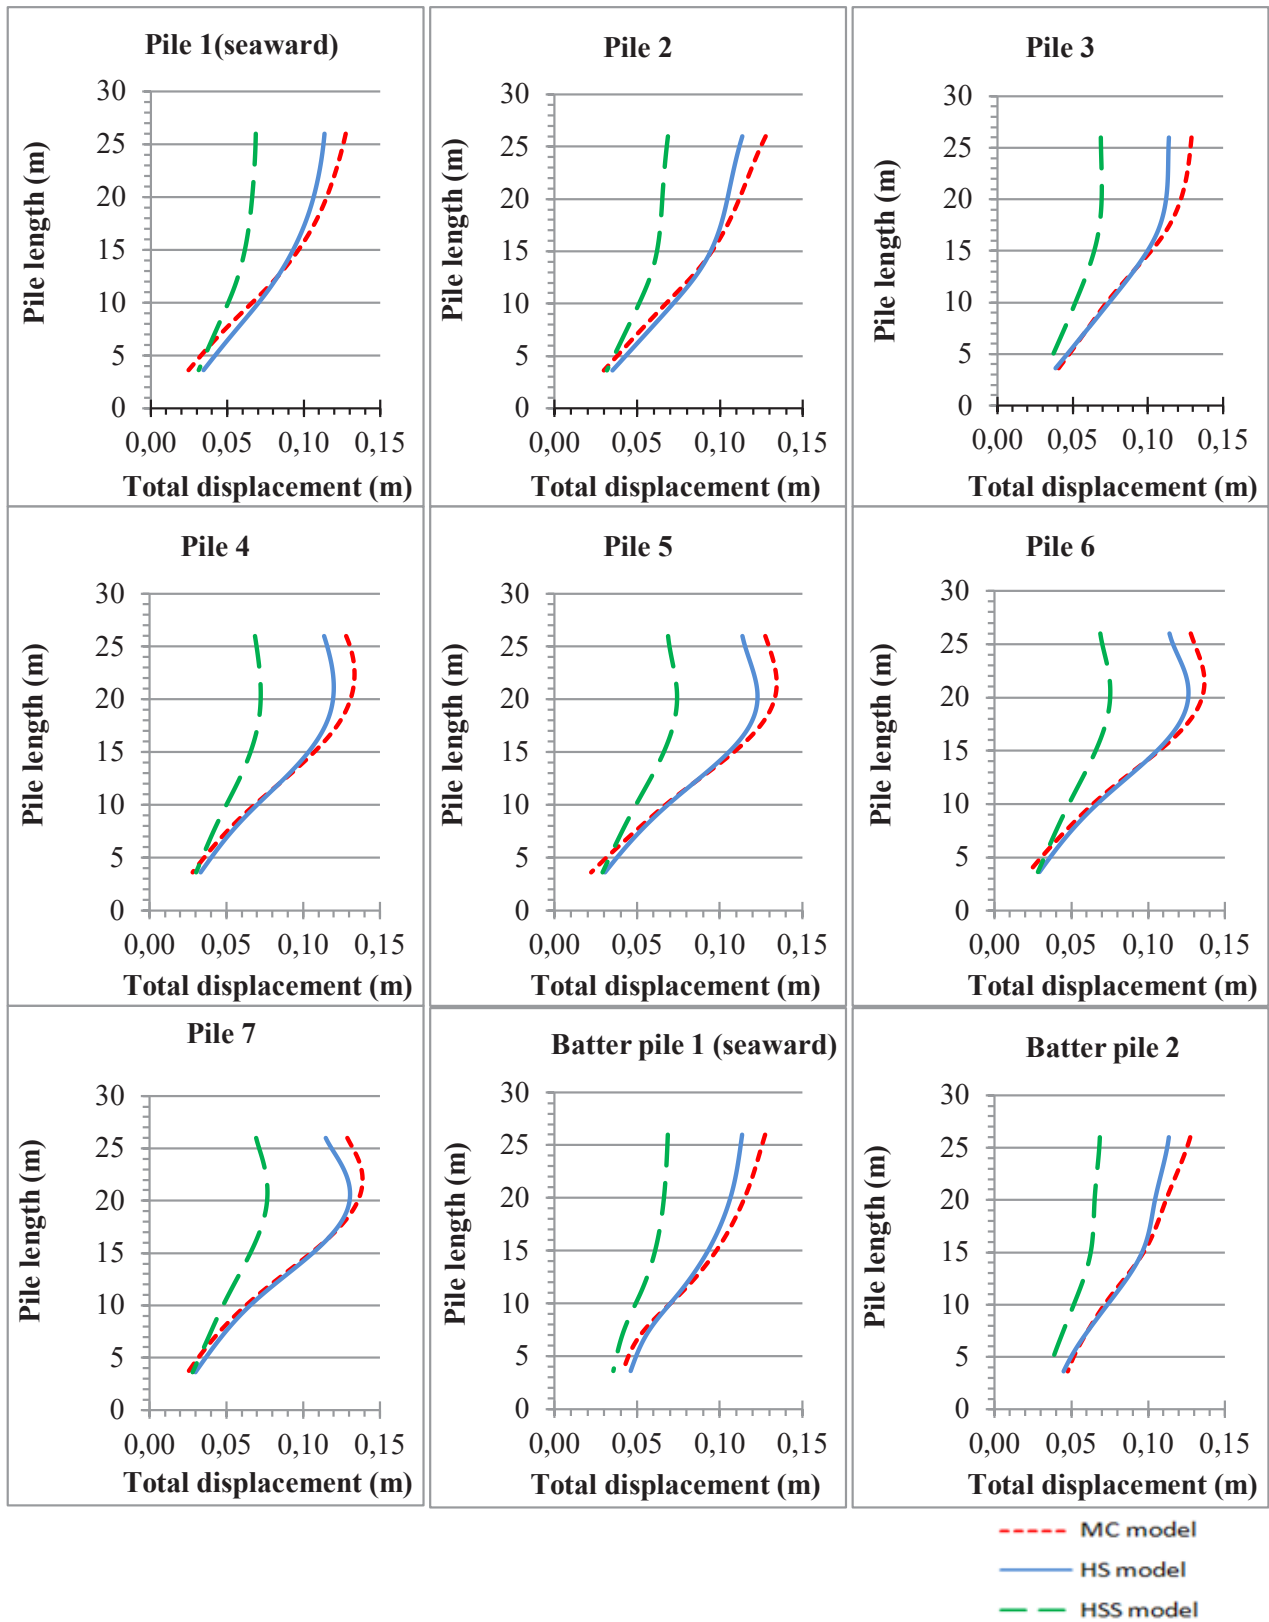 Pile 1(seaward)
Pile length (m)
30
25
20
15
10
5
0
0,00 0,05 0,10 0,15
Total displacement (m)
Pile 2
Pile length (m)
30
25
20
15
10
5
0
0,00 0,05 0,10 0,15
Total displacement (m)
Pile 3
Pile length (m)
30
25
20
15
10
5
0
0,00 0,05 0,10 0,15
Total displacement (m)
Pile 4
Pile length (m)
30
25
20
15
10
5
0
0,00 0,05 0,10 0,15
Total displacement (m)
Pile 5
Pile length (m)
30
25
20
15
10
5
0
0,00 0,05 0,10 0,15
Total displacement (m)
Pile 6
Pile length (m)
30
25
20
15
10
5
0
0,00 0,05 0,10 0,15
Total displacement (m)
Pile 7
Pile length (m)
30
25
20
15
10
5
0
0,00 0,05 0,10 0,15
Total displacement (m)
Batter pile 1 (seaward)
Pile length (m)
30
25
20
15
10
5
0
0,00 0,05 0,10 0,15
Total displacement (m)
Batter pile 2
Pile length (m)
30
25
20
15
10
5
0
0,00 0,05 0,10 0,15
Total displacement (m)
MC model
HS model
HSS model